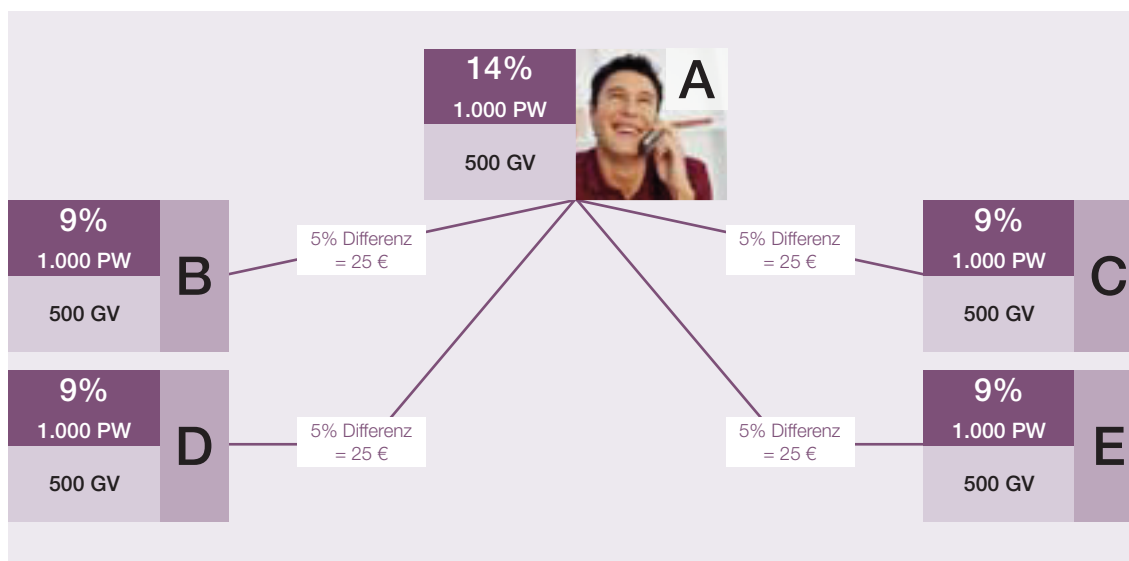 14%
1.000 PW
500 GV
A
9%
1.000 PW
500 GV
B
5% Differenz
= 25 €
5% Differenz
= 25 €
9%
1.000 PW
500 GV
C
9%
1.000 PW
500 GV
D
5% Differenz
= 25 €
5% Differenz
= 25 €
9%
1.000 PW
500 GV
E